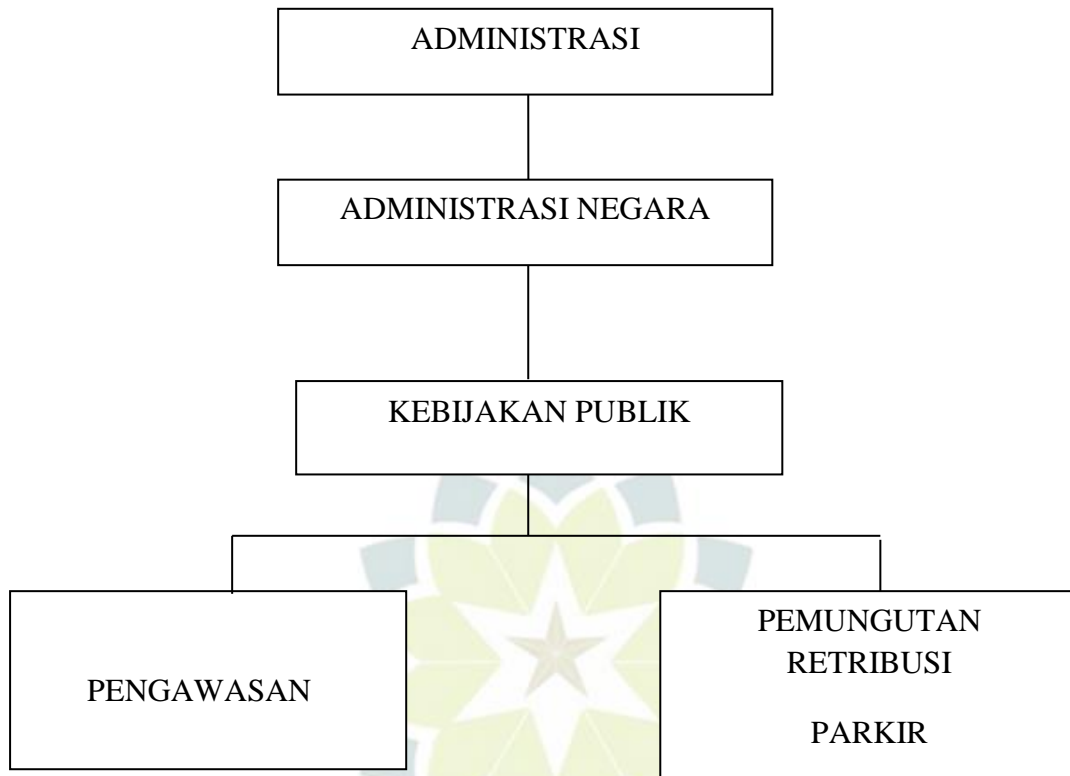 ADMINISTRASI
ADMINISTRASI NEGARA
KEBIJAKAN PUBLIK
PENGAWASAN
PEMUNGUTAN
RETRIBUSI
PARKIR